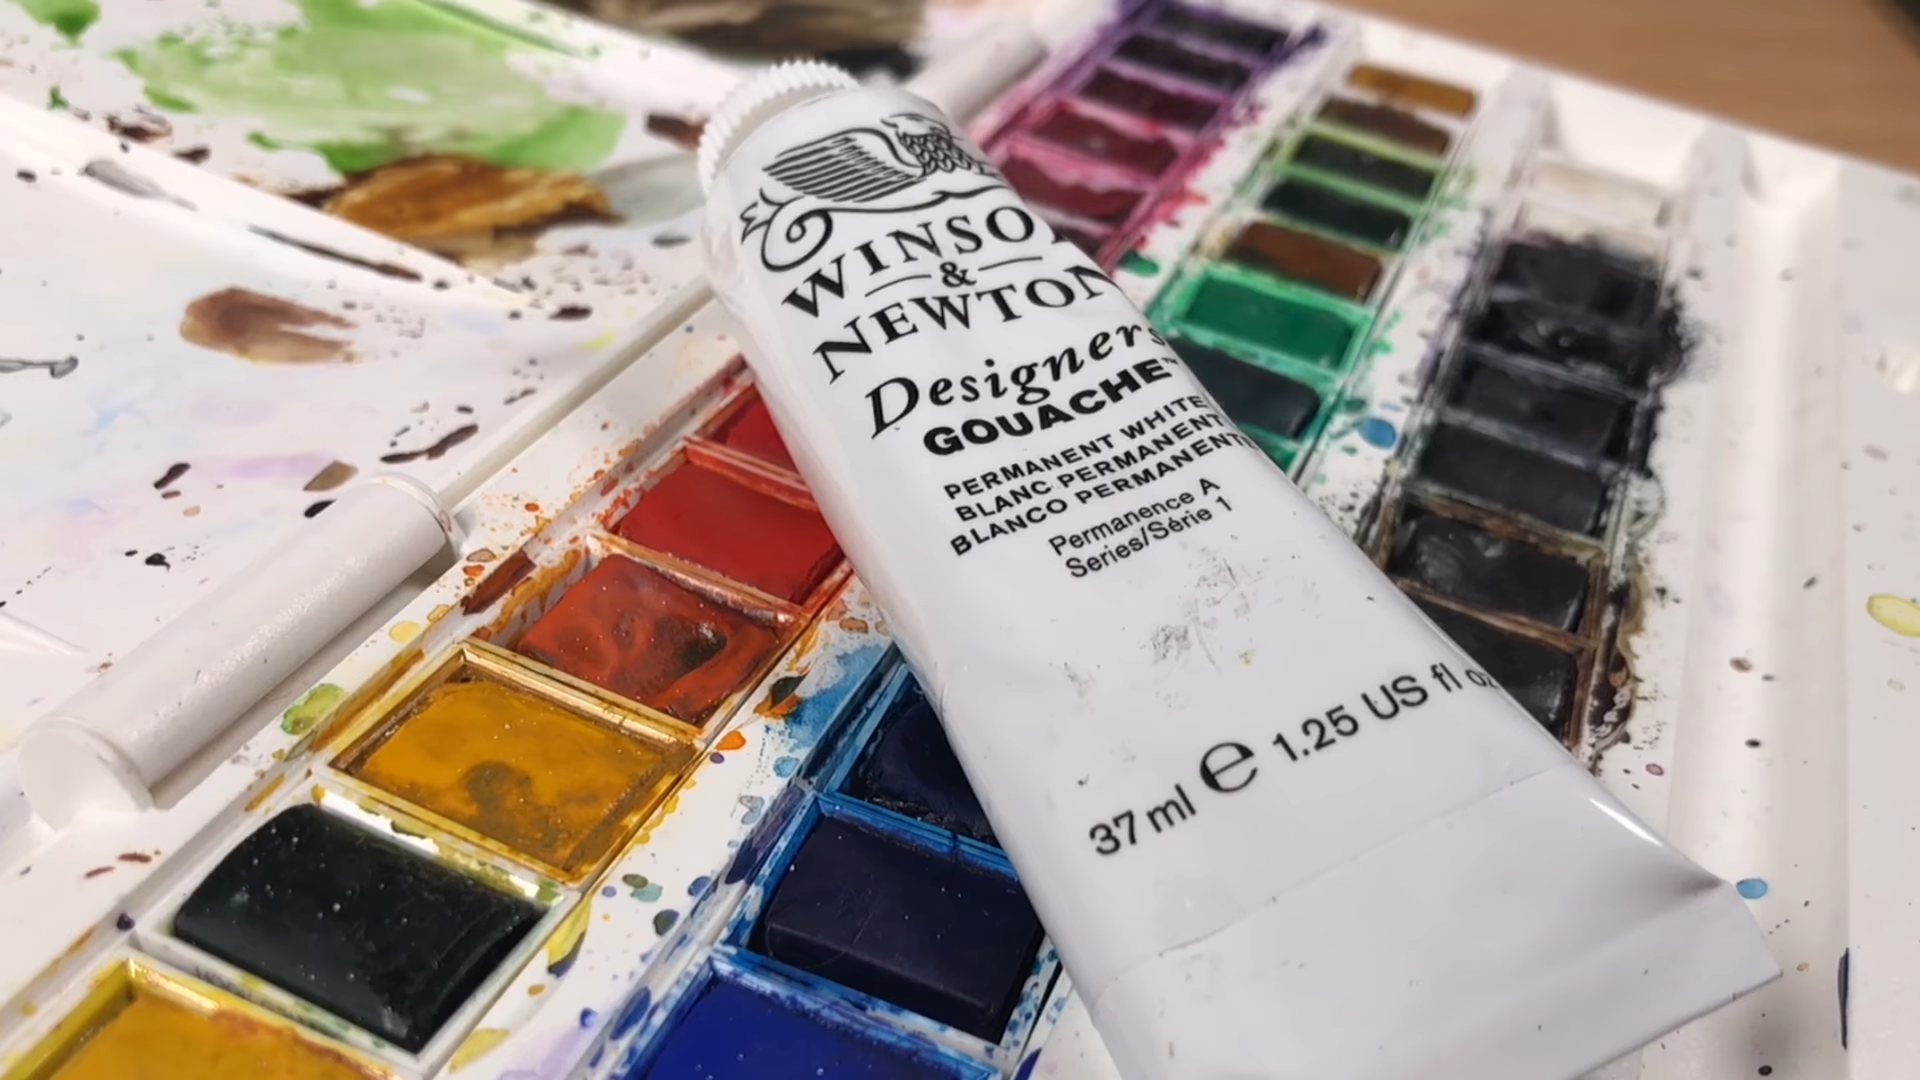 WINSO
&
NEWTON
Designers
GOUACHE™
PERMANENT WHITE
BLANC PERMANENT
BLANCO PERMANENTE
Permanence A
Series/Série 1
37 ml ℮ 1.25 US fl oz